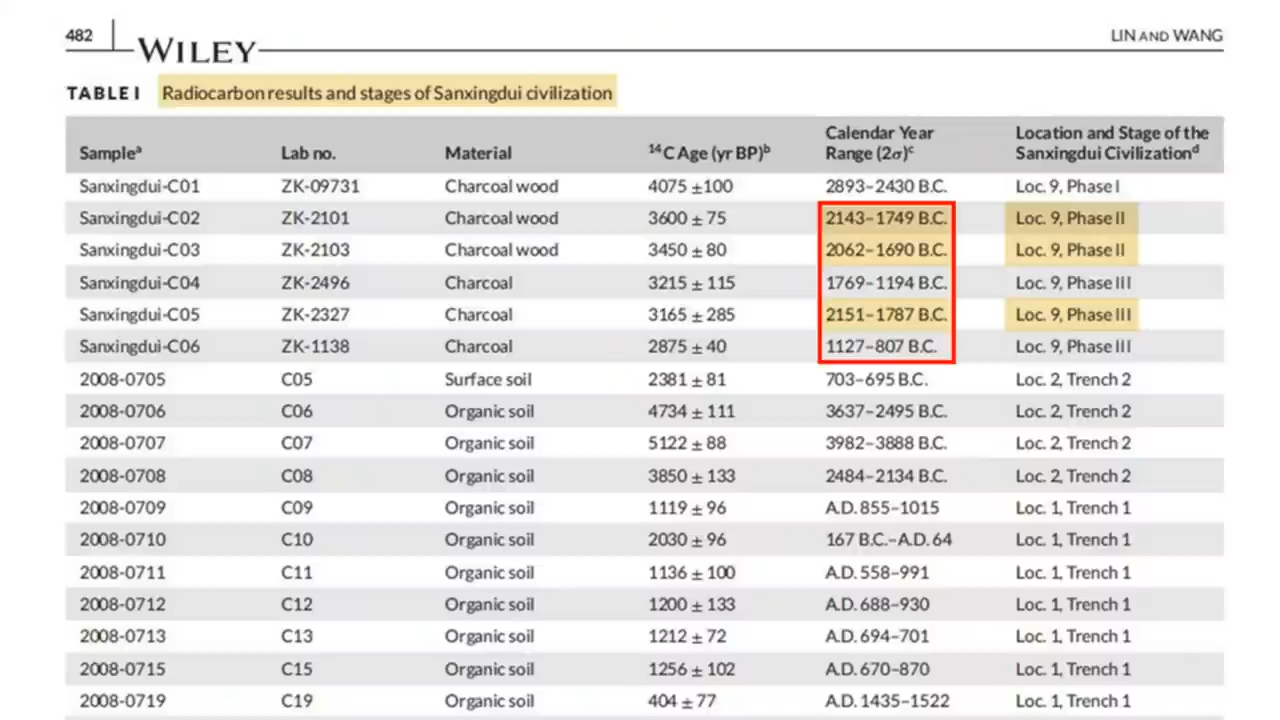 482 WILEY LIN AND WANG
TABLE I Radiocarbon results and stages of Sanxingdui civilization
Sampleᵃ Lab no. Material ¹⁴C Age (yr BP)ᵇ Calendar Year Range (2σ)ᶜ Location and Stage of the Sanxingdui Civilizationᵈ
Sanxingdui-C01 ZK-09731 Charcoal wood 4075 ±100 2893–2430 B.C. Loc. 9, Phase I
Sanxingdui-C02 ZK-2101 Charcoal wood 3600 ± 75 2143–1749 B.C. Loc. 9, Phase II
Sanxingdui-C03 ZK-2103 Charcoal wood 3450 ± 80 2062–1690 B.C. Loc. 9, Phase II
Sanxingdui-C04 ZK-2496 Charcoal 3215 ± 115 1769–1194 B.C. Loc. 9, Phase III
Sanxingdui-C05 ZK-2327 Charcoal 3165 ± 285 2151–1787 B.C. Loc. 9, Phase III
Sanxingdui-C06 ZK-1138 Charcoal 2875 ± 40 1127–807 B.C. Loc. 9, Phase III
2008-0705 C05 Surface soil 2381 ± 81 703–695 B.C. Loc. 2, Trench 2
2008-0706 C06 Organic soil 4734 ± 111 3637–2495 B.C. Loc. 2, Trench 2
2008-0707 C07 Organic soil 5122 ± 88 3982–3888 B.C. Loc. 2, Trench 2
2008-0708 C08 Organic soil 3850 ± 133 2484–2134 B.C. Loc. 2, Trench 2
2008-0709 C09 Organic soil 1119 ± 96 A.D. 855–1015 Loc. 1, Trench 1
2008-0710 C10 Organic soil 2030 ± 96 167 B.C.–A.D. 64 Loc. 1, Trench 1
2008-0711 C11 Organic soil 1136 ± 100 A.D. 558–991 Loc. 1, Trench 1
2008-0712 C12 Organic soil 1200 ± 133 A.D. 688–930 Loc. 1, Trench 1
2008-0713 C13 Organic soil 1212 ± 72 A.D. 694–701 Loc. 1, Trench 1
2008-0715 C15 Organic soil 1256 ± 102 A.D. 670–870 Loc. 1, Trench 1
2008-0719 C19 Organic soil 404 ± 77 A.D. 1435–1522 Loc. 1, Trench 1